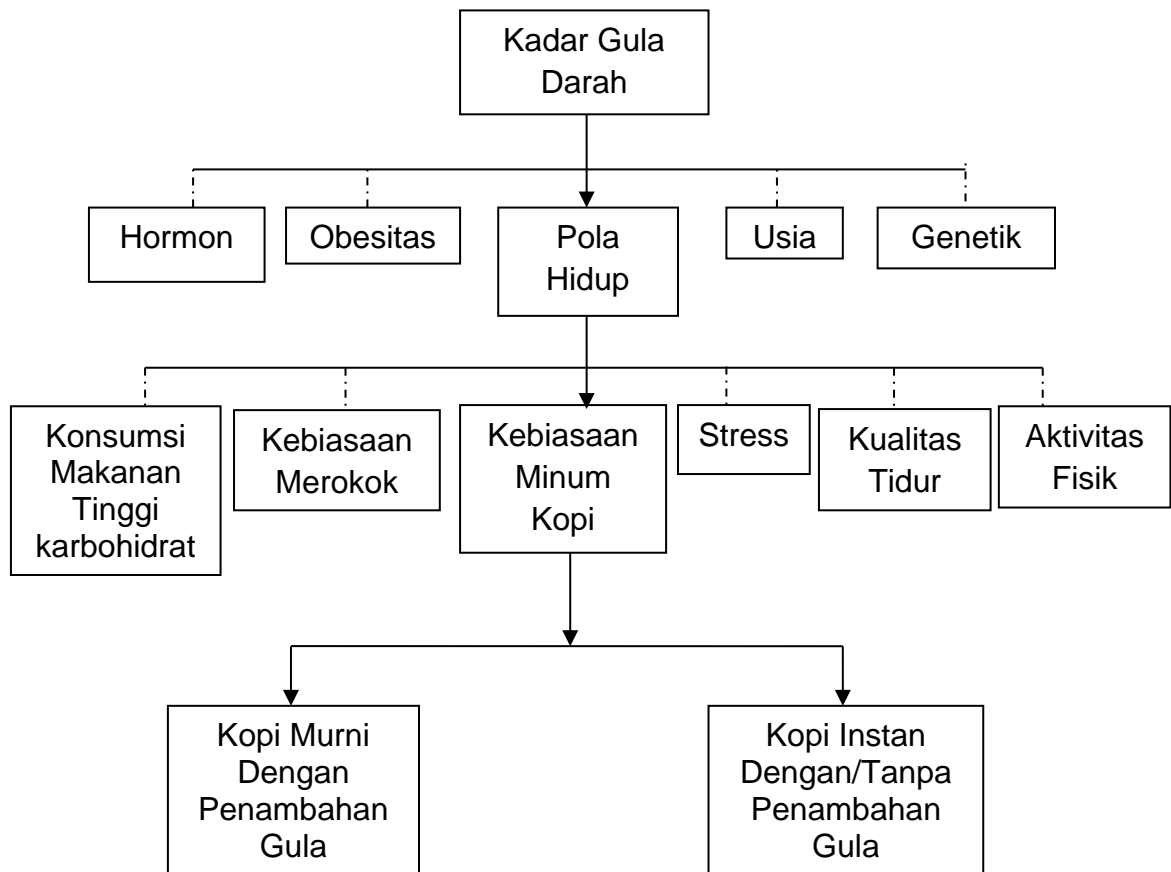 Kadar Gula
Darah
Hormon
Obesitas
Pola
Hidup
Usia
Genetik
Konsumsi
Makanan
Tinggi
karbohidrat
Kebiasaan
Merokok
Kebiasaan
Minum
Kopi
Stress
Kualitas
Tidur
Aktivitas
Fisik
Kopi Murni
Dengan
Penambahan
Gula
Kopi Instan
Dengan/Tanpa
Penambahan
Gula